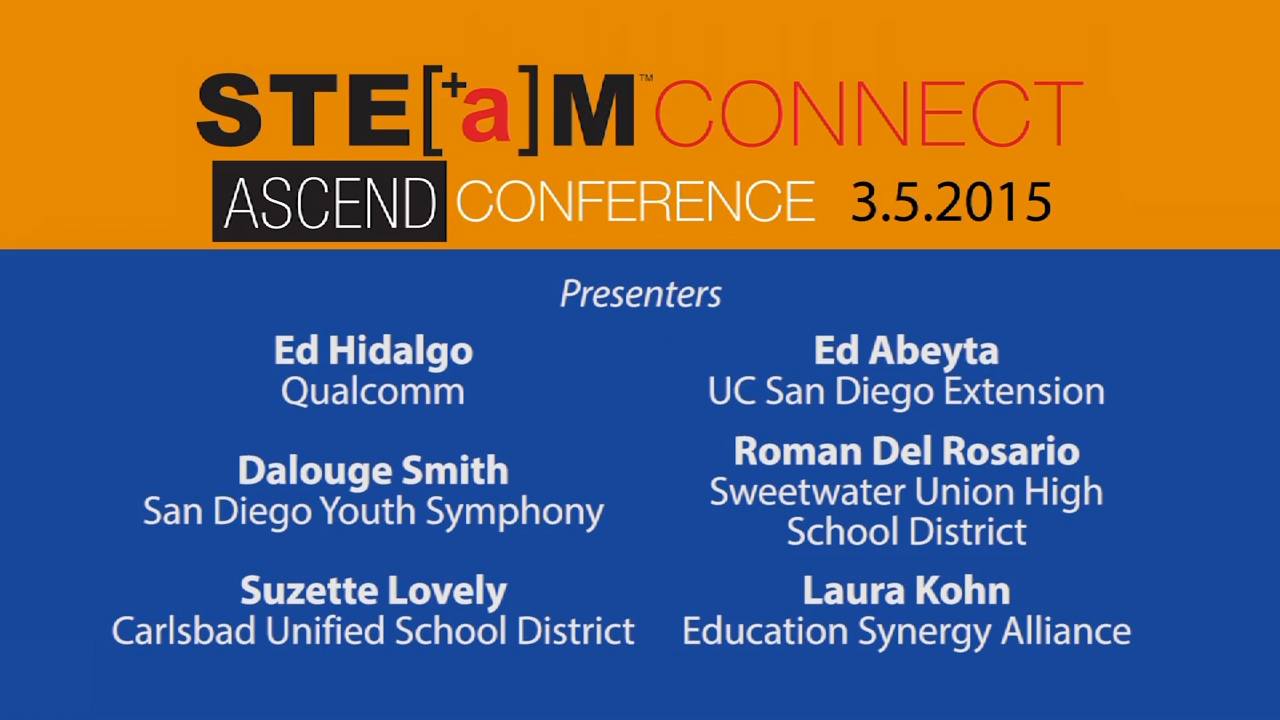 STE[+a]M™ CONNECT
ASCEND CONFERENCE 3.5.2015
Presenters
Ed Hidalgo
Qualcomm
Dalouge Smith
San Diego Youth Symphony
Suzette Lovely
Carlsbad Unified School District
Ed Abeyta
UC San Diego Extension
Roman Del Rosario
Sweetwater Union High
School District
Laura Kohn
Education Synergy Alliance